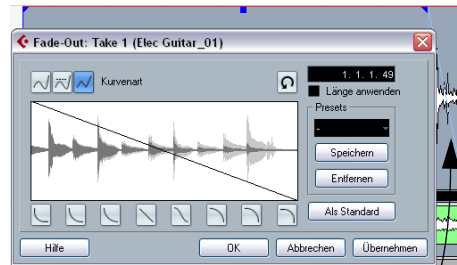 Fade-Out: Take 1 (Elec Guitar_01)
Kurvenart
1. 1. 1. 49
Länge anwenden
Presets
-
Speichern
Entfernen
Als Standard
Hilfe
OK
Abbrechen
Übernehmen